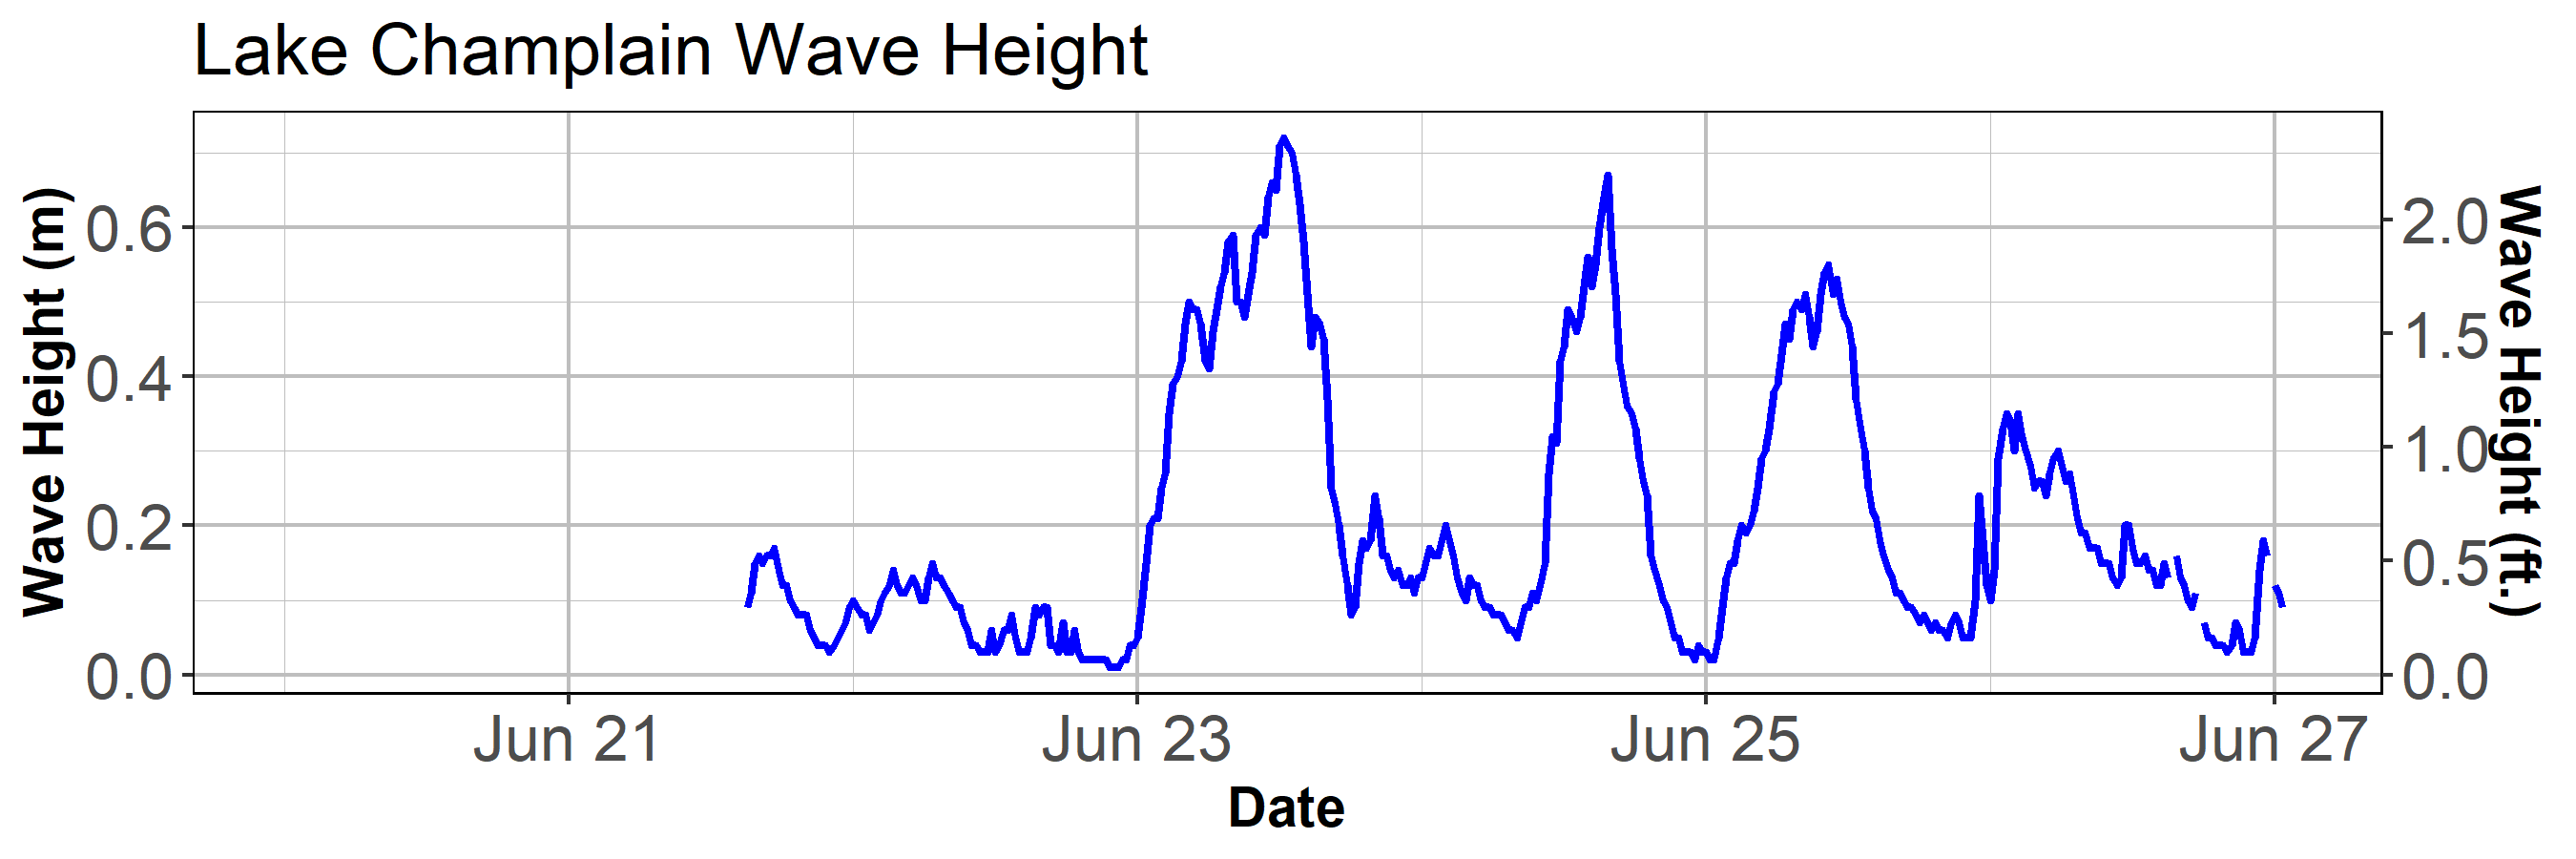 Lake Champlain Wave Height
Wave Height (m)
0.6
0.4
0.2
0.0
2.0
1.5
1.0
0.5
0.0
Wave Height (ft.)
Jun 21
Jun 23
Jun 25
Jun 27
Date